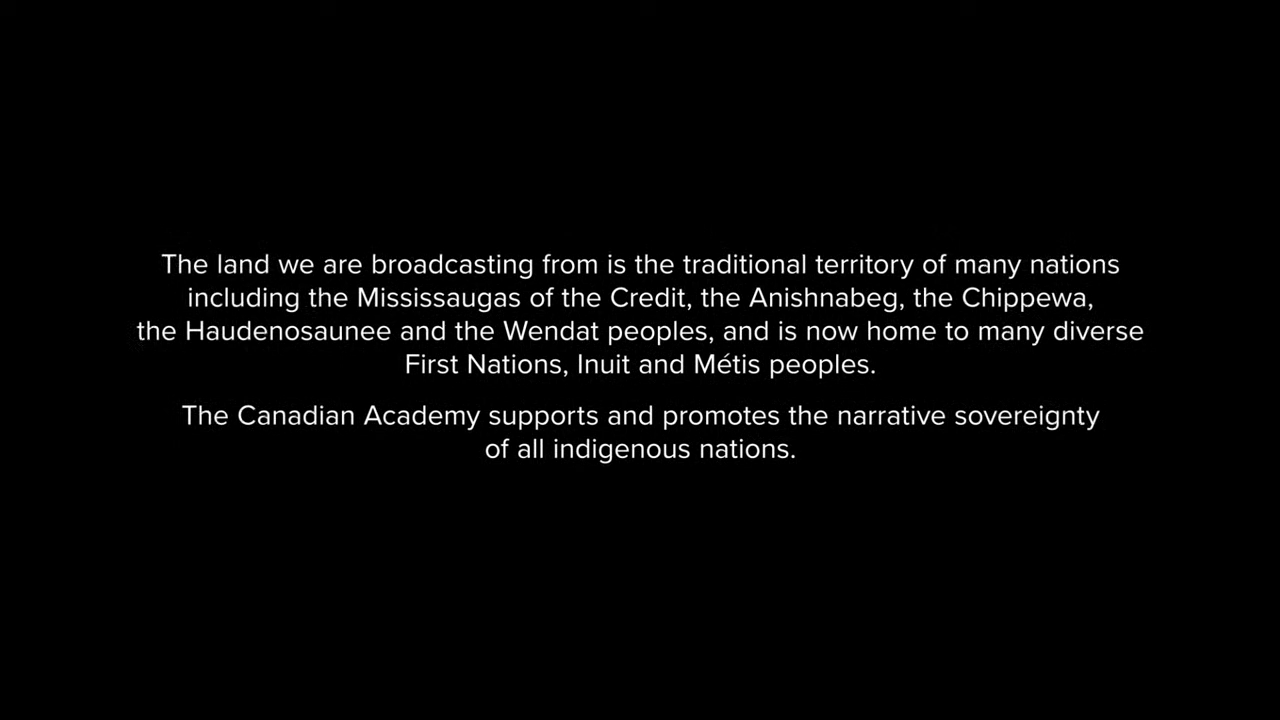 The land we are broadcasting from is the traditional territory of many nations
including the Mississaugas of the Credit, the Anishnabeg, the Chippewa,
the Haudenosaunee and the Wendat peoples, and is now home to many diverse
First Nations, Inuit and Métis peoples.
The Canadian Academy supports and promotes the narrative sovereignty
of all indigenous nations.